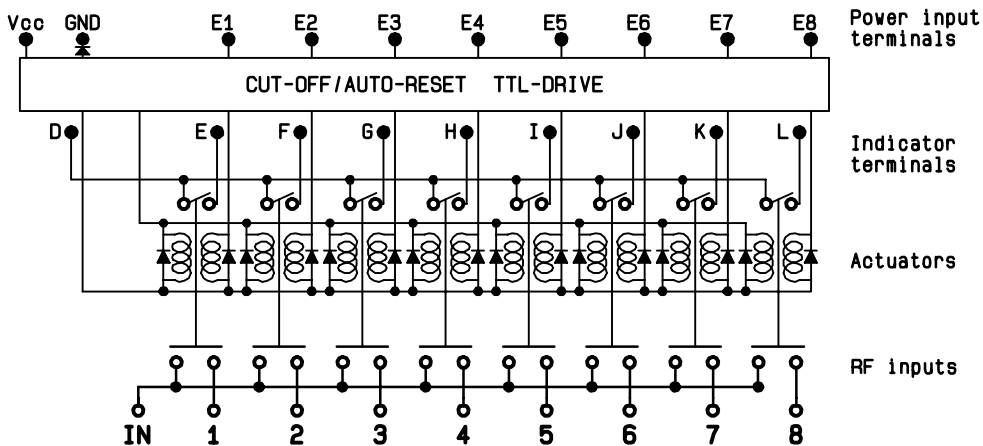 Vcc GND E1 E2 E3 E4 E5 E6 E7 E8 Power input
terminals
CUT-OFF/AUTO-RESET TTL-DRIVE
D E F G H I J K L Indicator
terminals
Actuators
RF inputs
IN 1 2 3 4 5 6 7 8